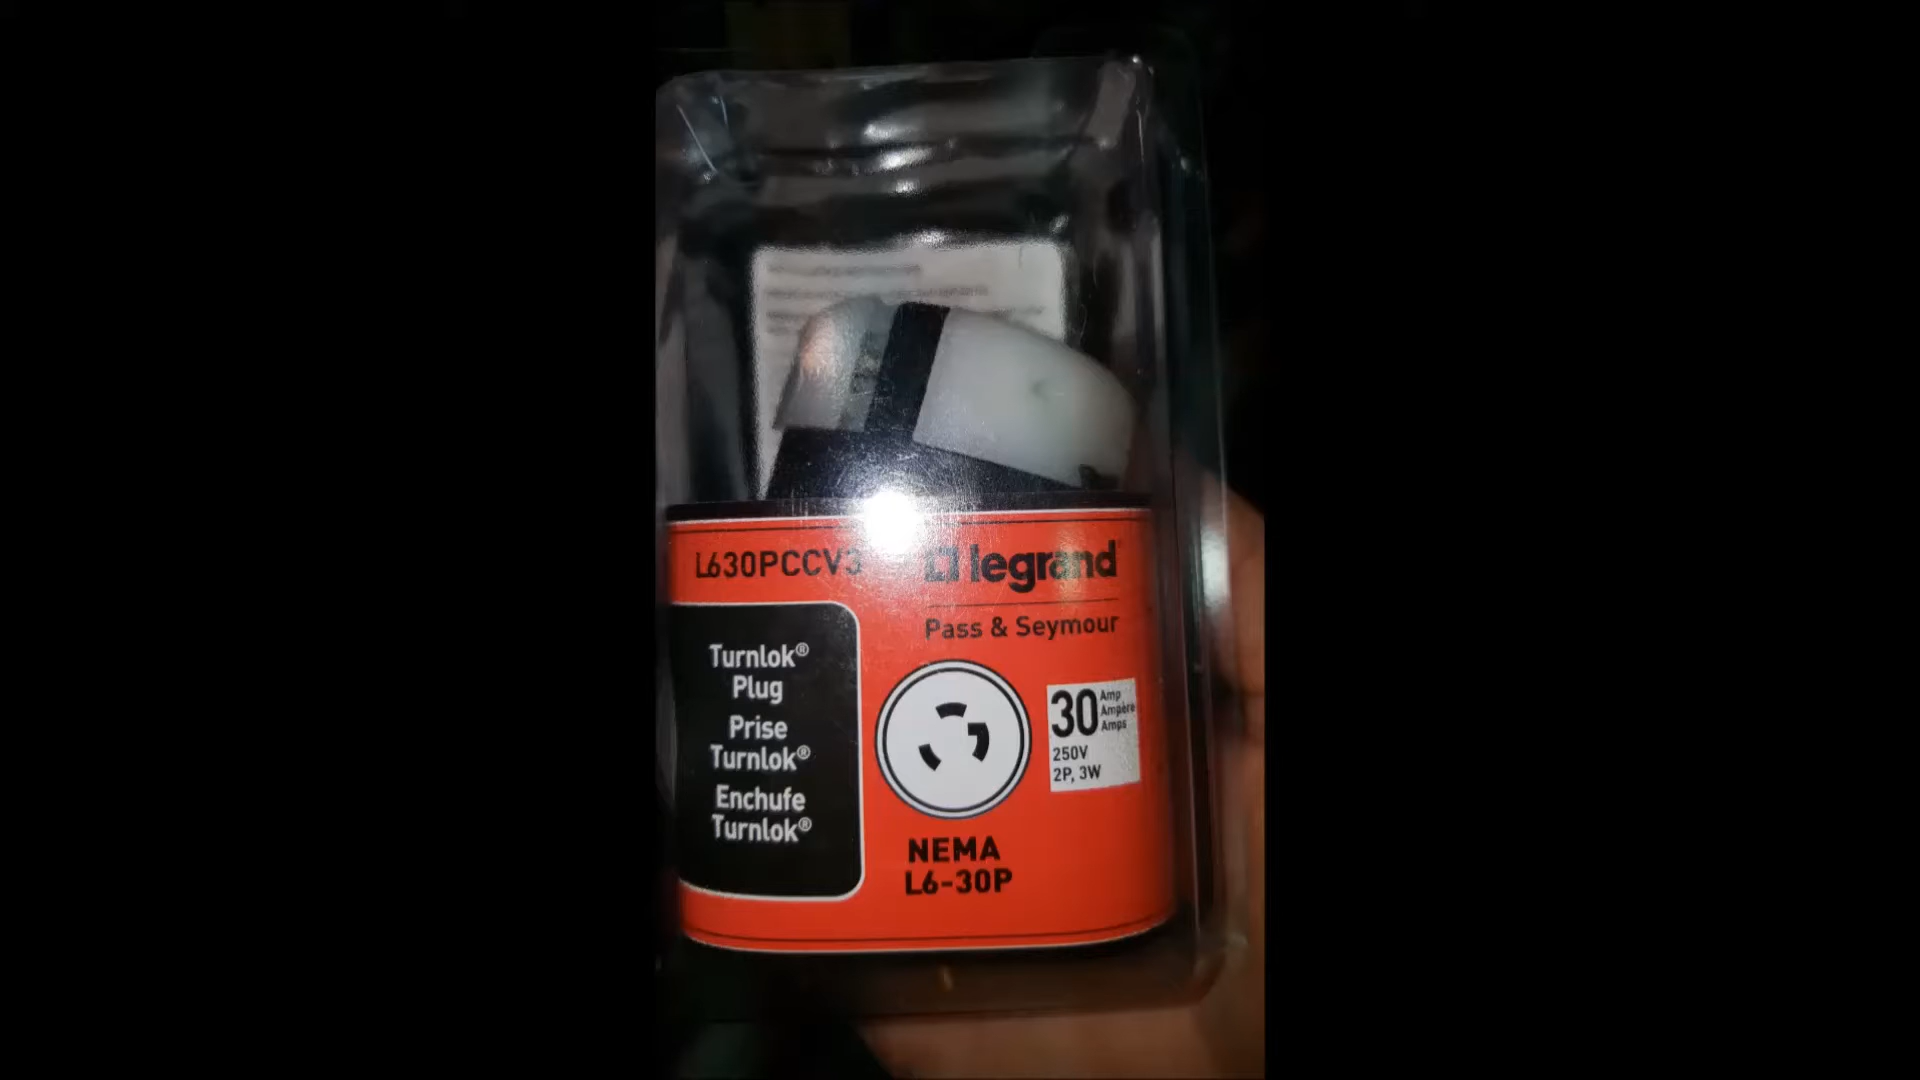 L630PCCV3
legrand
Pass & Seymour
Turnlok®
Plug
Prise
Turnlok®
Enchufe
Turnlok®
30 Amp
Ampère
Amps
250V
2P, 3W
NEMA
L6-30P